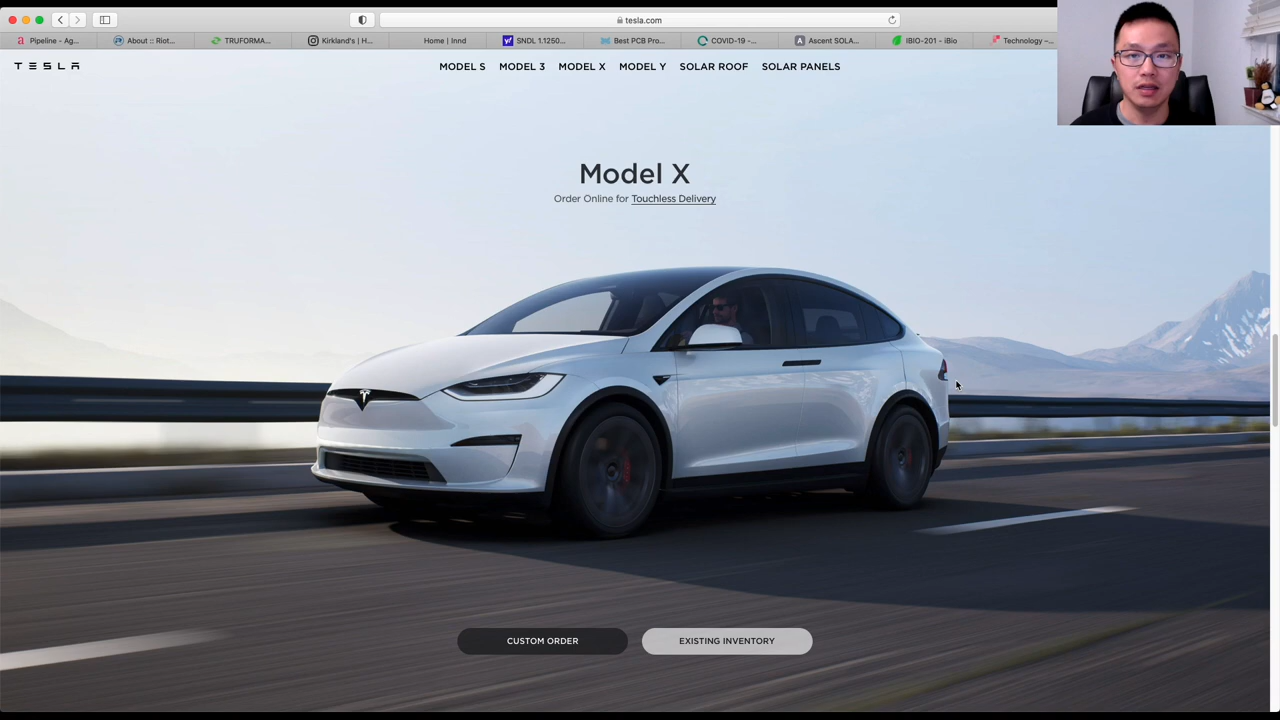 tesla.com
Pipeline - Ag...
About :: Riot...
TRUFORMA...
Kirkland's | H...
Home | Innd
SNDL 1.1250...
Best PCB Pro...
COVID-19 -...
Ascent SOLA...
IBIO-201 - iBio
Technology –...
TESLA
MODEL S
MODEL 3
MODEL X
MODEL Y
SOLAR ROOF
SOLAR PANELS
Model X
Order Online for Touchless Delivery
CUSTOM ORDER
EXISTING INVENTORY